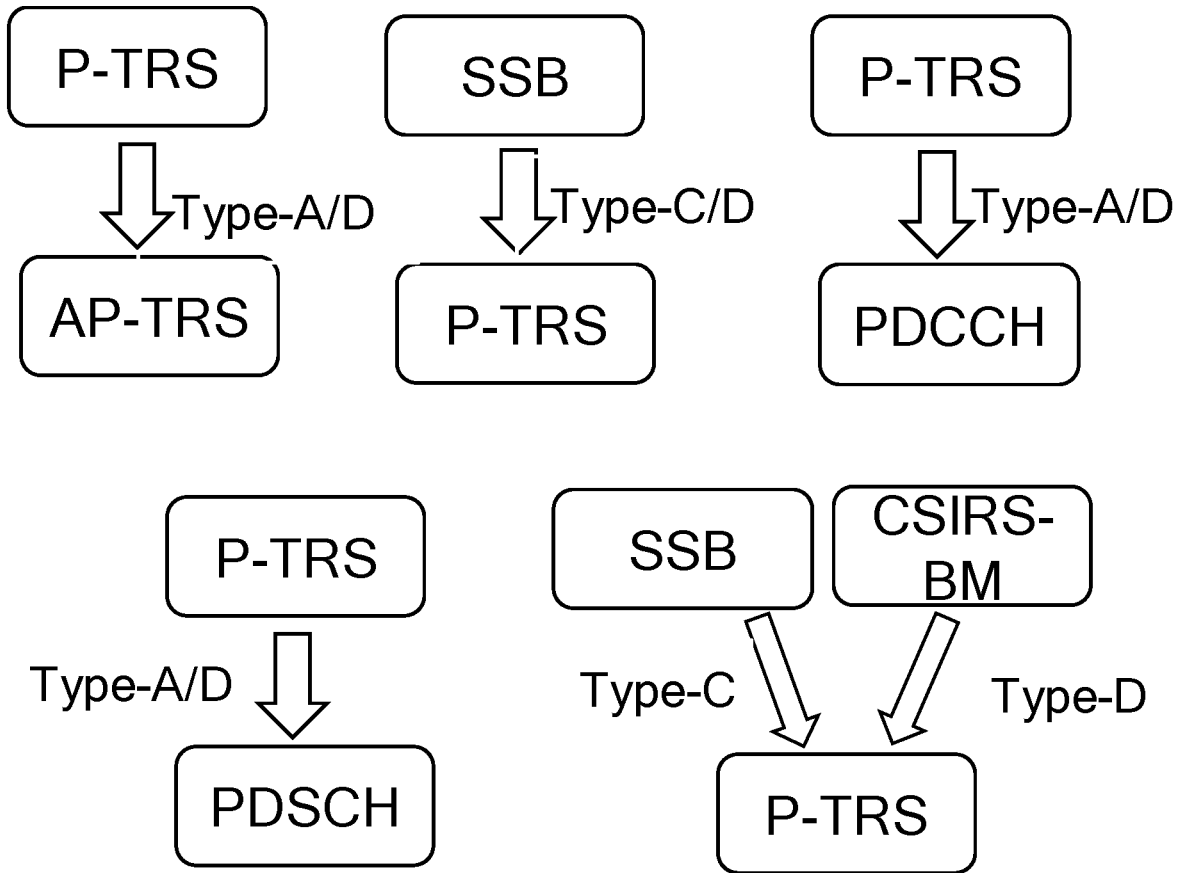 P-TRS
Type-A/D
AP-TRS
SSB
Type-C/D
P-TRS
P-TRS
Type-A/D
PDCCH
P-TRS
Type-A/D
PDSCH
SSB
CSIRS-
BM
Type-C
Type-D
P-TRS